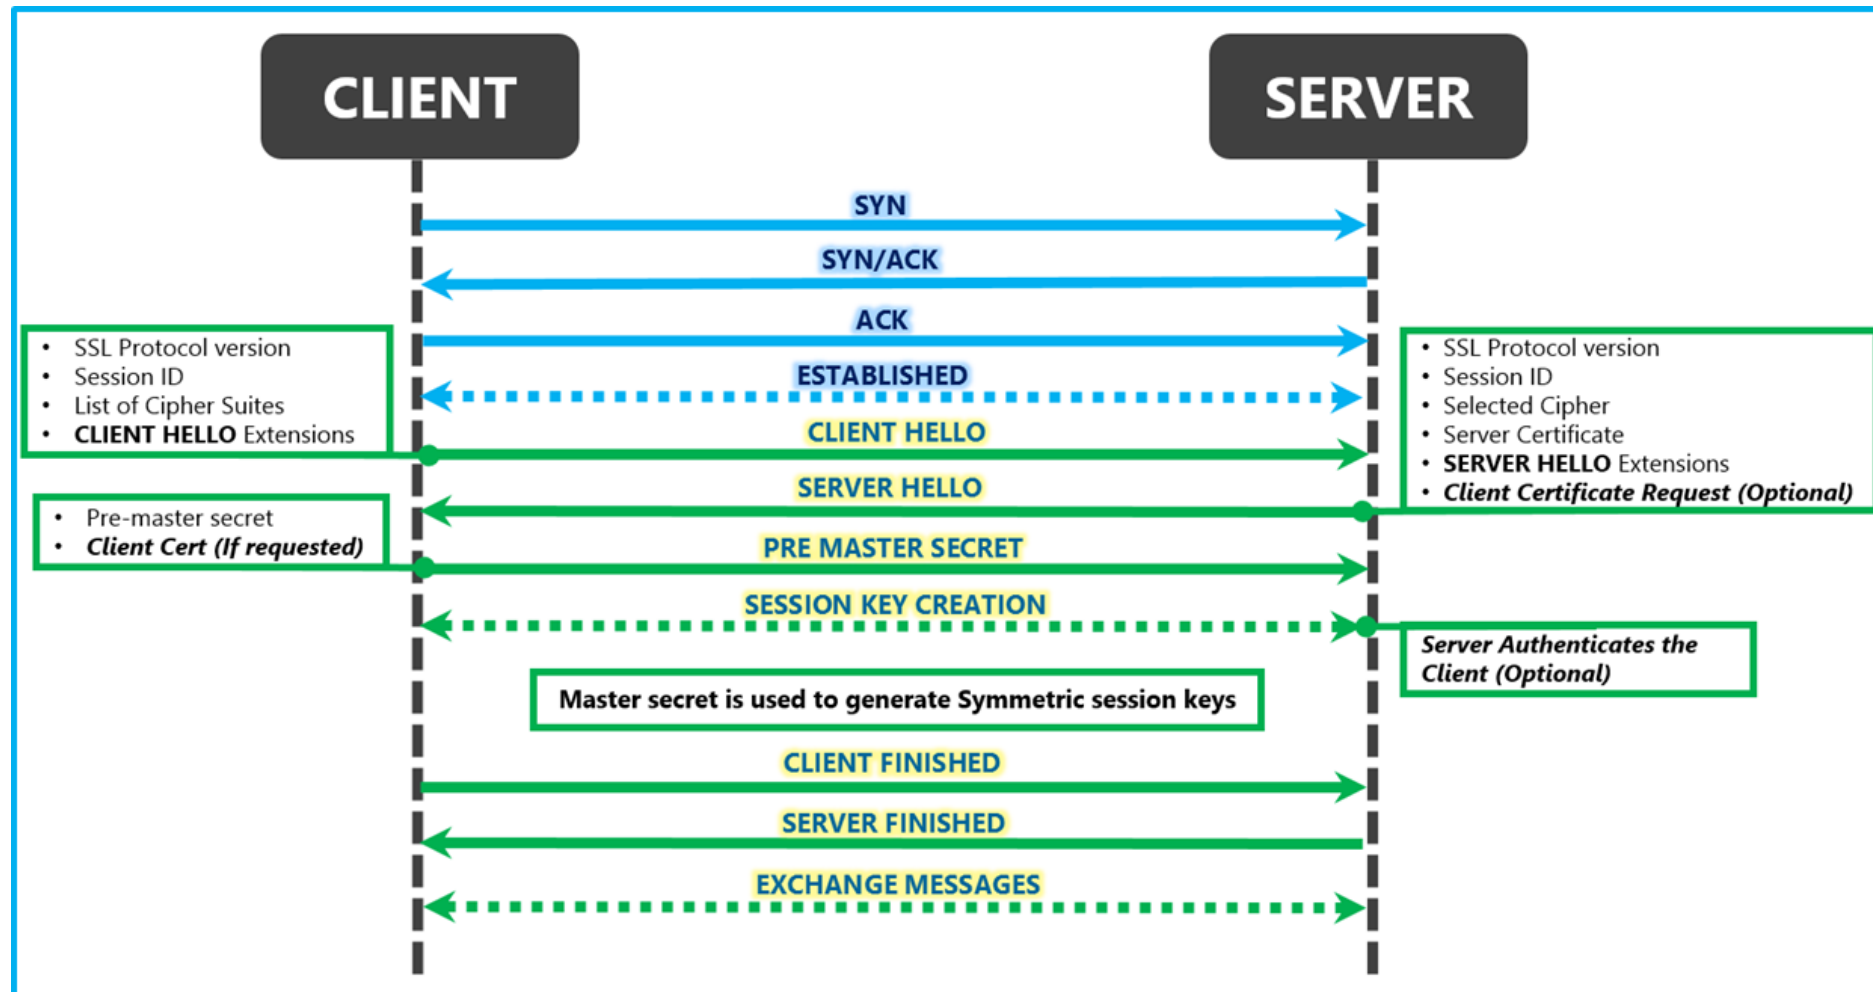 CLIENT
SERVER
SYN
SYN/ACK
ACK
• SSL Protocol version
• Session ID
• List of Cipher Suites
• CLIENT HELLO Extensions
• SSL Protocol version
• Session ID
• Selected Cipher
• Server Certificate
• SERVER HELLO Extensions
• Client Certificate Request (Optional)
ESTABLISHED
CLIENT HELLO
SERVER HELLO
• Pre-master secret
• Client Cert (If requested)
PRE MASTER SECRET
SESSION KEY CREATION
Server Authenticates the
Client (Optional)
Master secret is used to generate Symmetric session keys
CLIENT FINISHED
SERVER FINISHED
EXCHANGE MESSAGES